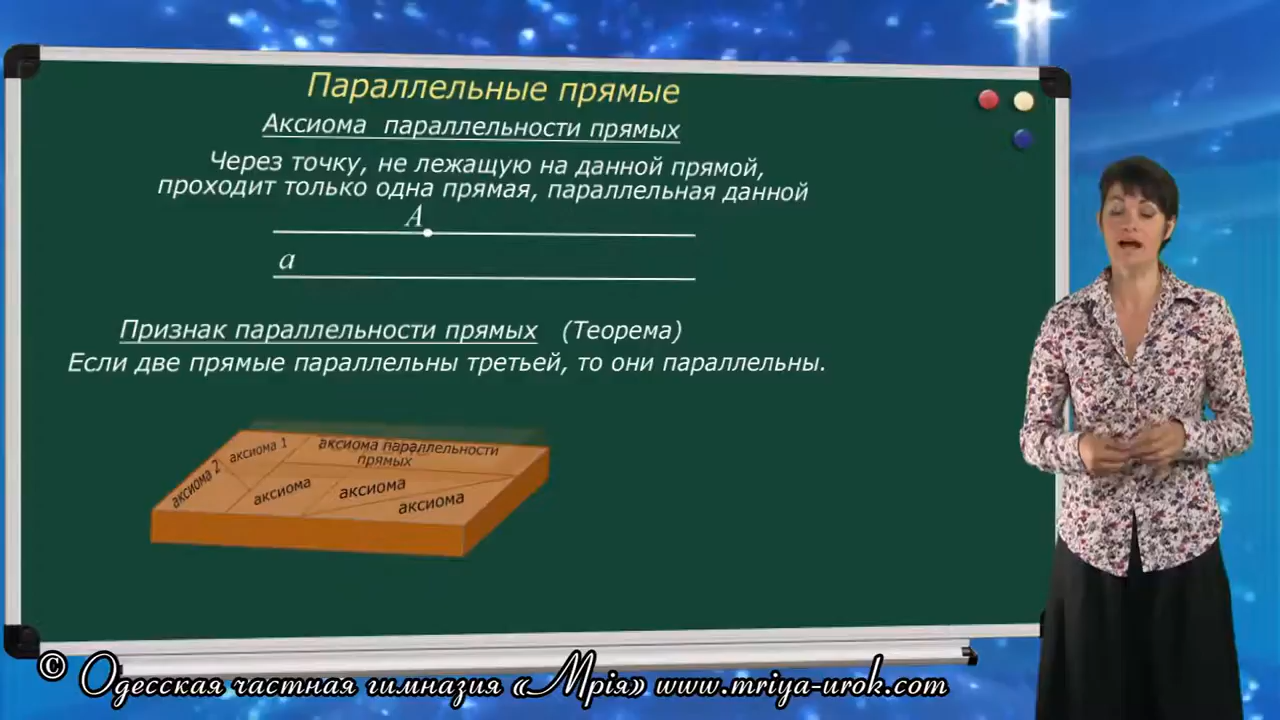 Параллельные прямые
Аксиома параллельности прямых
Через точку, не лежащую на данной прямой,
проходит только одна прямая, параллельная данной
A
a
Признак параллельности прямых (Теорема)
Если две прямые параллельны третьей, то они параллельны.
аксиома 2
аксиома 1
аксиома параллельности
прямых
аксиома
аксиома
аксиома
© Одесская частная гимназия «Мрія» www.mriya-urok.com